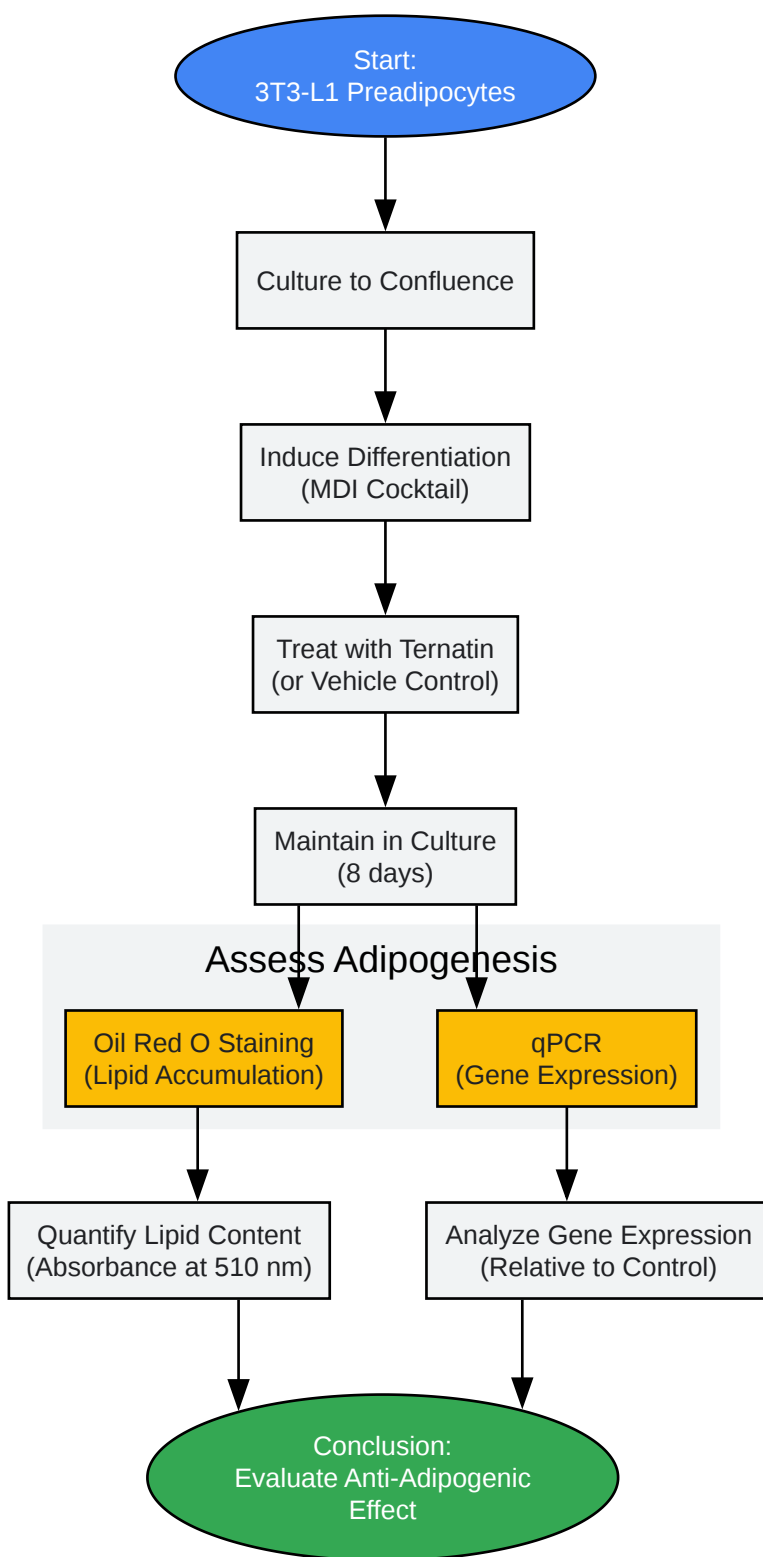 Start:
3T3-L1 Preadipocytes
Culture to Confluence
Induce Differentiation
(MDI Cocktail)
Treat with Ternatin
(or Vehicle Control)
Maintain in Culture
(8 days)
Assess Adipogenesis
Oil Red O Staining
(Lipid Accumulation)
qPCR
(Gene Expression)
Quantify Lipid Content
(Absorbance at 510 nm)
Analyze Gene Expression
(Relative to Control)
Conclusion:
Evaluate Anti-Adipogenic
Effect